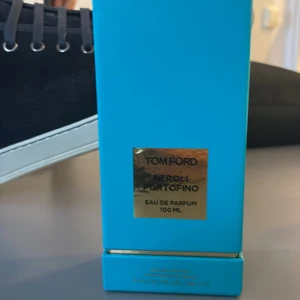 TOM FORD
NEROLI
PORTOFINO
EAU DE PARFUM
100 ML